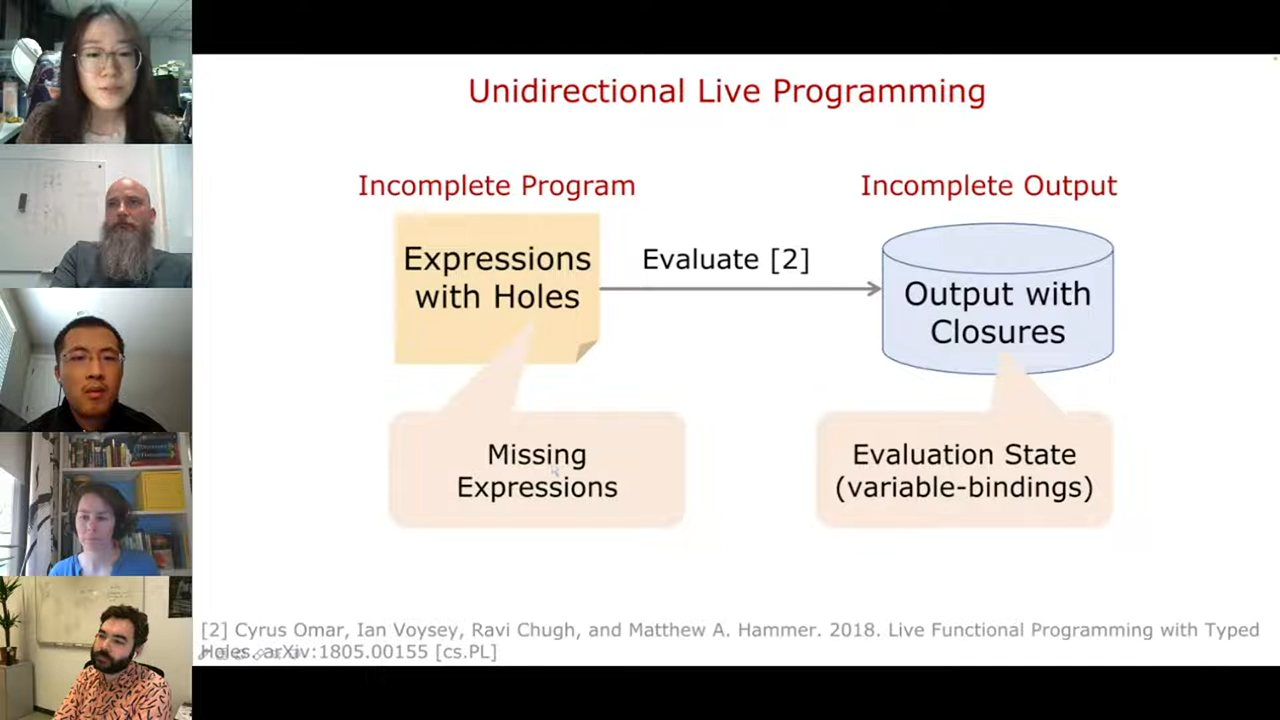 Unidirectional Live Programming
Incomplete Program
Incomplete Output
Expressions
with Holes
Evaluate [2]
Output with
Closures
Missing
Expressions
Evaluation State
(variable-bindings)
[2] Cyrus Omar, Ian Voysey, Ravi Chugh, and Matthew A. Hammer. 2018. Live Functional Programming with Typed
Holes. arXiv:1805.00155 [cs.PL]